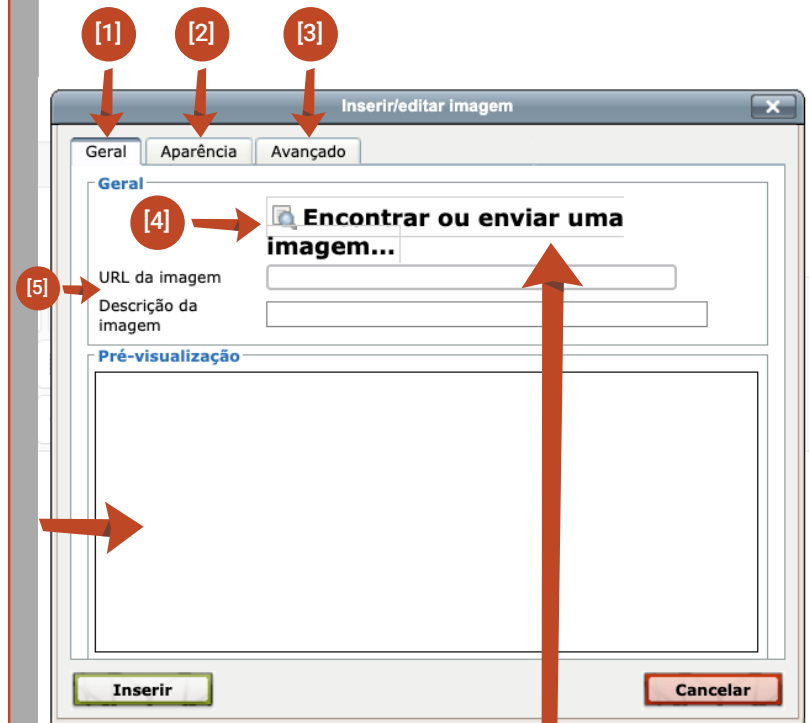 [1] [2] [3]
Inserir/editar imagem
Geral Aparência Avançado
Geral
[4] Encontrar ou enviar uma
imagem...
[5] URL da imagem
Descrição da
imagem
Pré-visualização
Inserir Cancelar